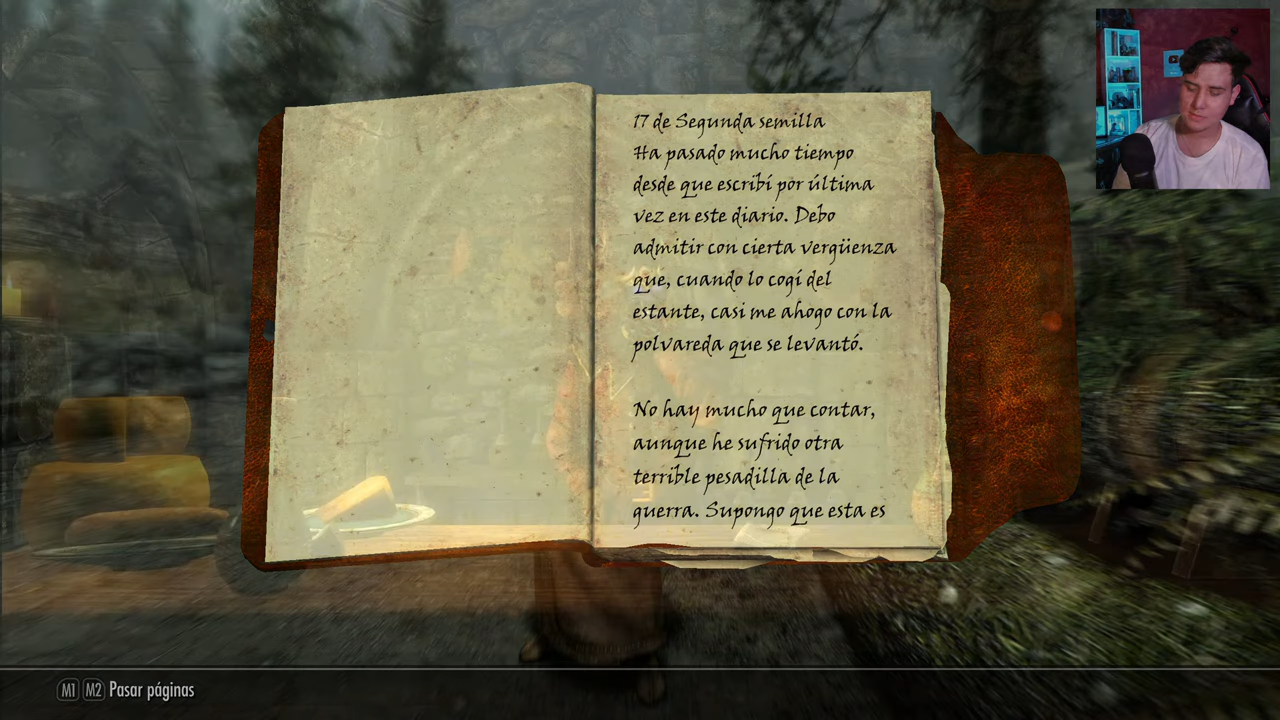 17 de Segunda semilla
Ha pasado mucho tiempo
desde que escribí por última
vez en este diario. Debo
admitir con cierta vergüenza
que, cuando lo cogí del
estante, casi me ahogo con la
polvareda que se levantó.
No hay mucho que contar,
aunque he sufrido otra
terrible pesadilla de la
guerra. Supongo que esta es
M1 M2 Pasar páginas